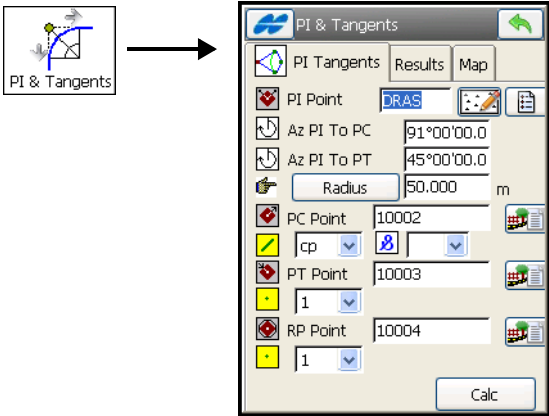 PI & Tangents
PI & Tangents
PI Tangents Results Map
PI Point DRAS
Az PI To PC 91°00'00.0
Az PI To PT 45°00'00.0
Radius 50.000 m
PC Point 10002
cp
PT Point 10003
1
RP Point 10004
1
Calc